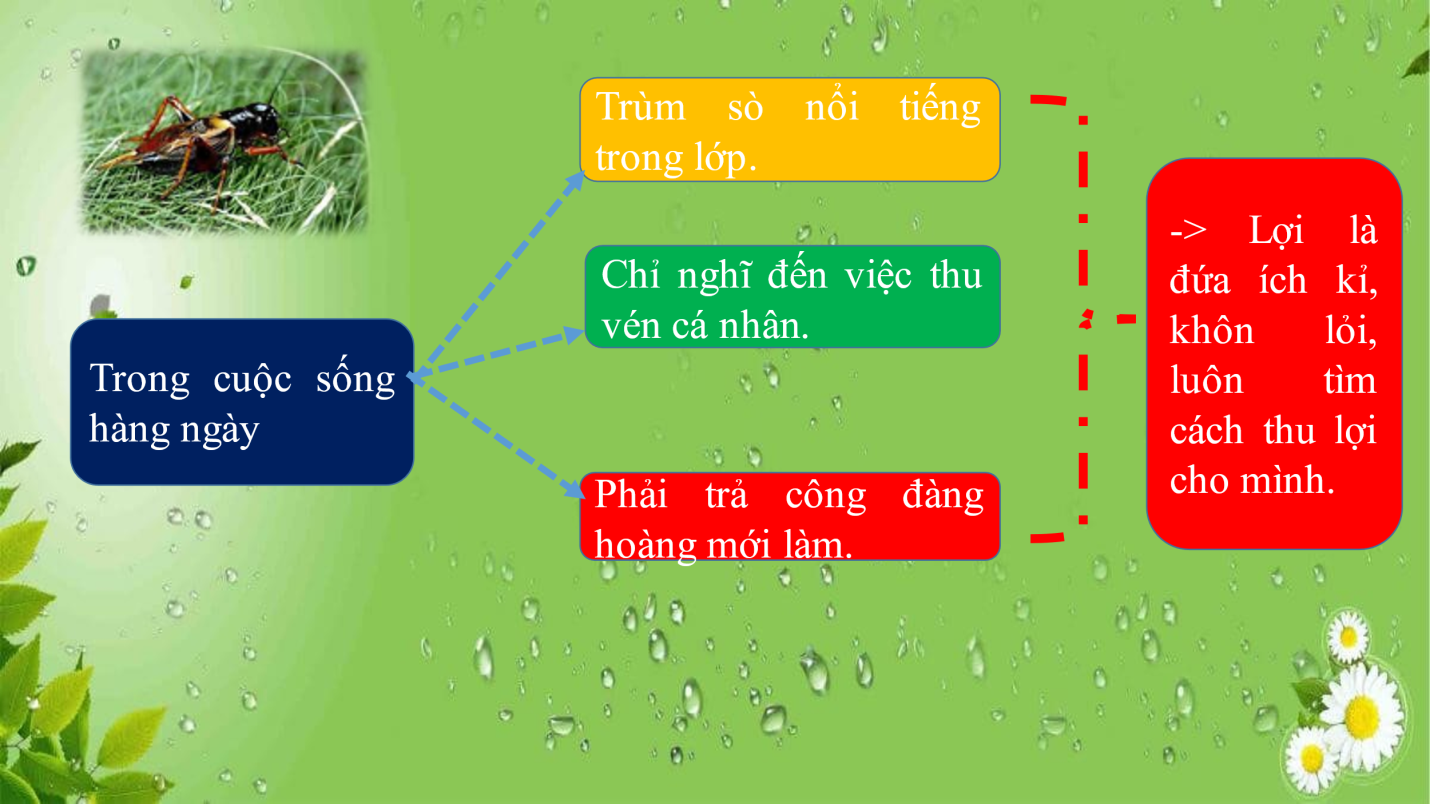 Trùm sò nổi tiếng
trong lớp.
Chỉ nghĩ đến việc thu
vén cá nhân.
Trong cuộc sống
hàng ngày
Phải trả công đàng
hoàng mới làm.
-> Lợi là
đứa ích kỉ,
khôn lỏi,
luôn tìm
cách thu lợi
cho mình.